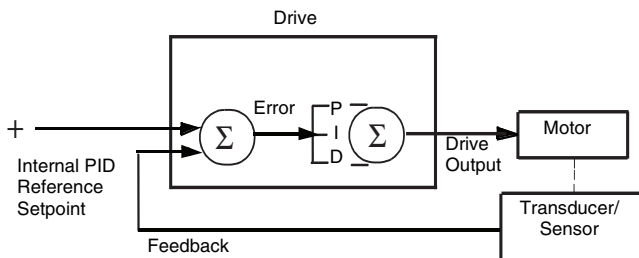 Drive
+
Internal PID
Reference
Setpoint
Σ
Error
P
I
D
Σ
Drive
Output
Motor
Transducer/
Sensor
Feedback